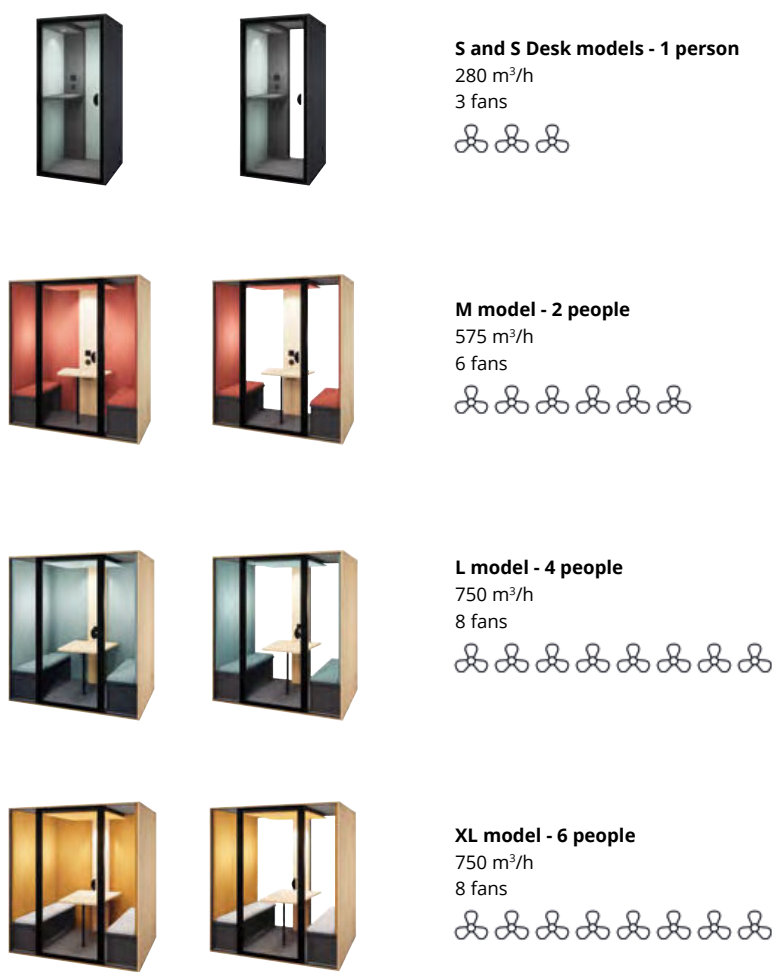 S and S Desk models - 1 person
280 m³/h
3 fans
M model - 2 people
575 m³/h
6 fans
L model - 4 people
750 m³/h
8 fans
XL model - 6 people
750 m³/h
8 fans